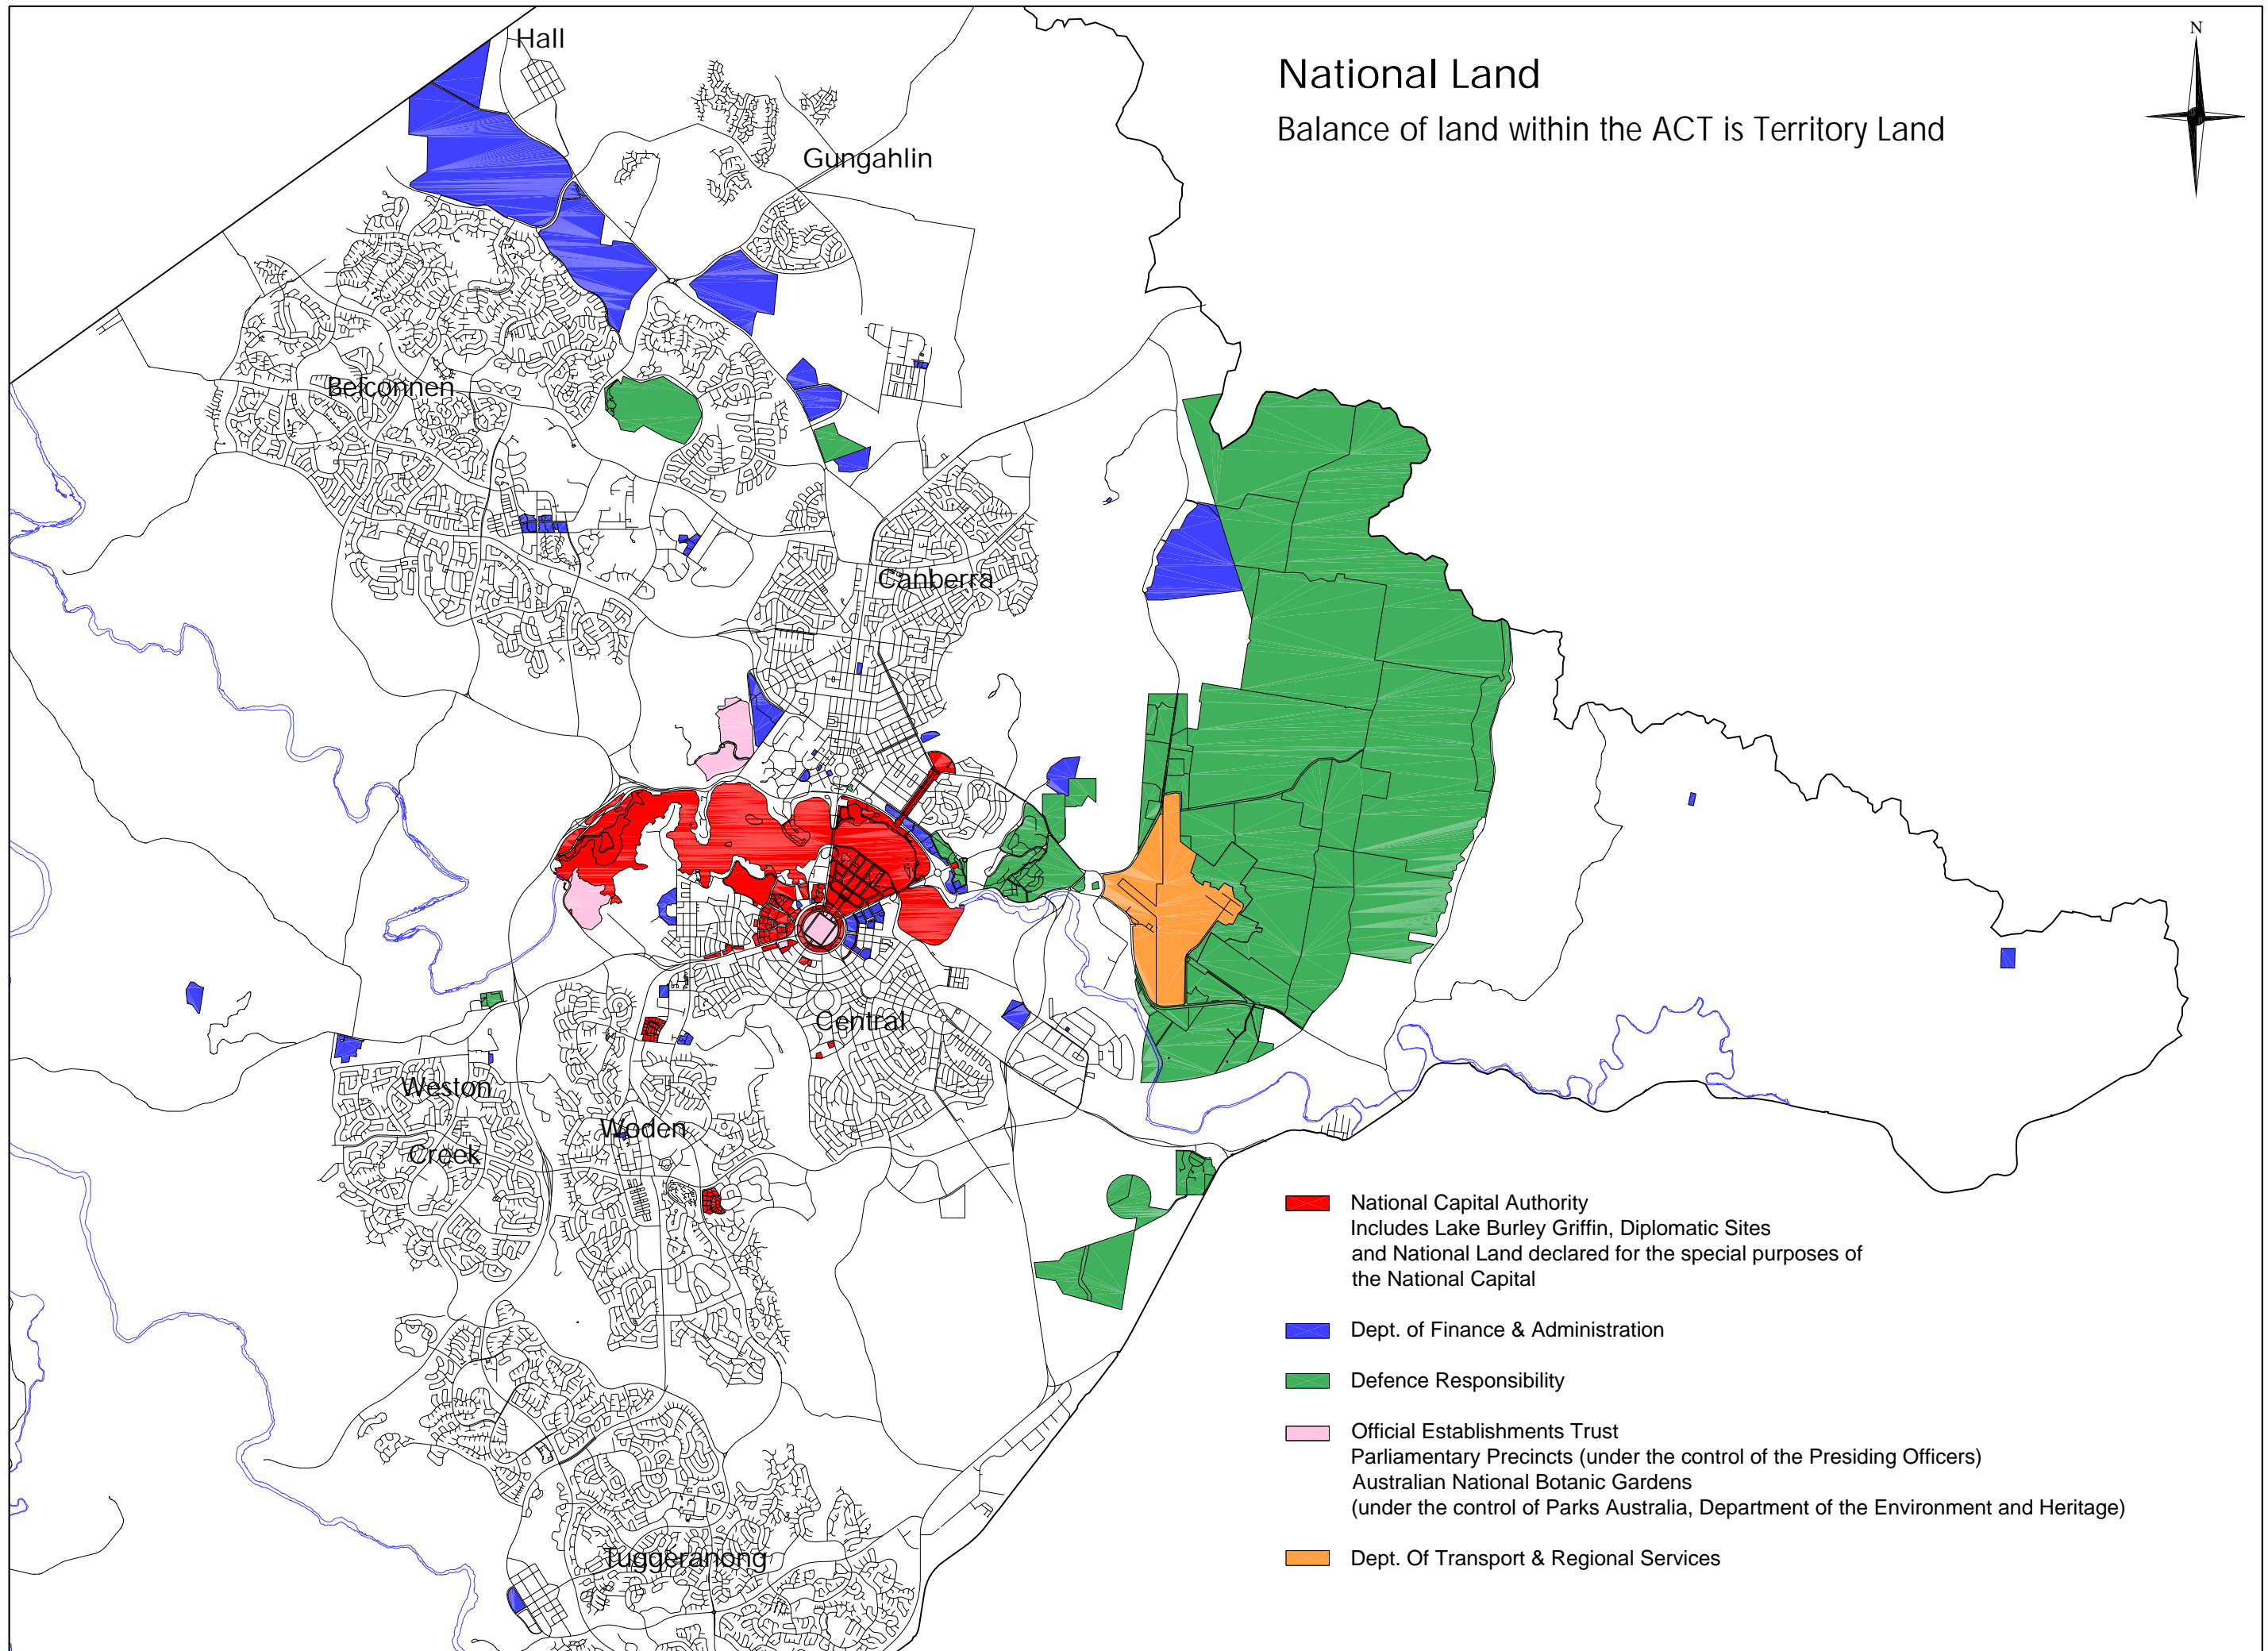 Hall
National Land
Balance of land within the ACT is Territory Land
N
Gungahlin
Belconnen
Canberra
Central
Weston
Creek
Woden
Tuggeranong
National Capital Authority
Includes Lake Burley Griffin, Diplomatic Sites
and National Land declared for the special purposes of
the National Capital
Dept. of Finance & Administration
Defence Responsibility
Official Establishments Trust
Parliamentary Precincts (under the control of the Presiding Officers)
Australian National Botanic Gardens
(under the control of Parks Australia, Department of the Environment and Heritage)
Dept. Of Transport & Regional Services